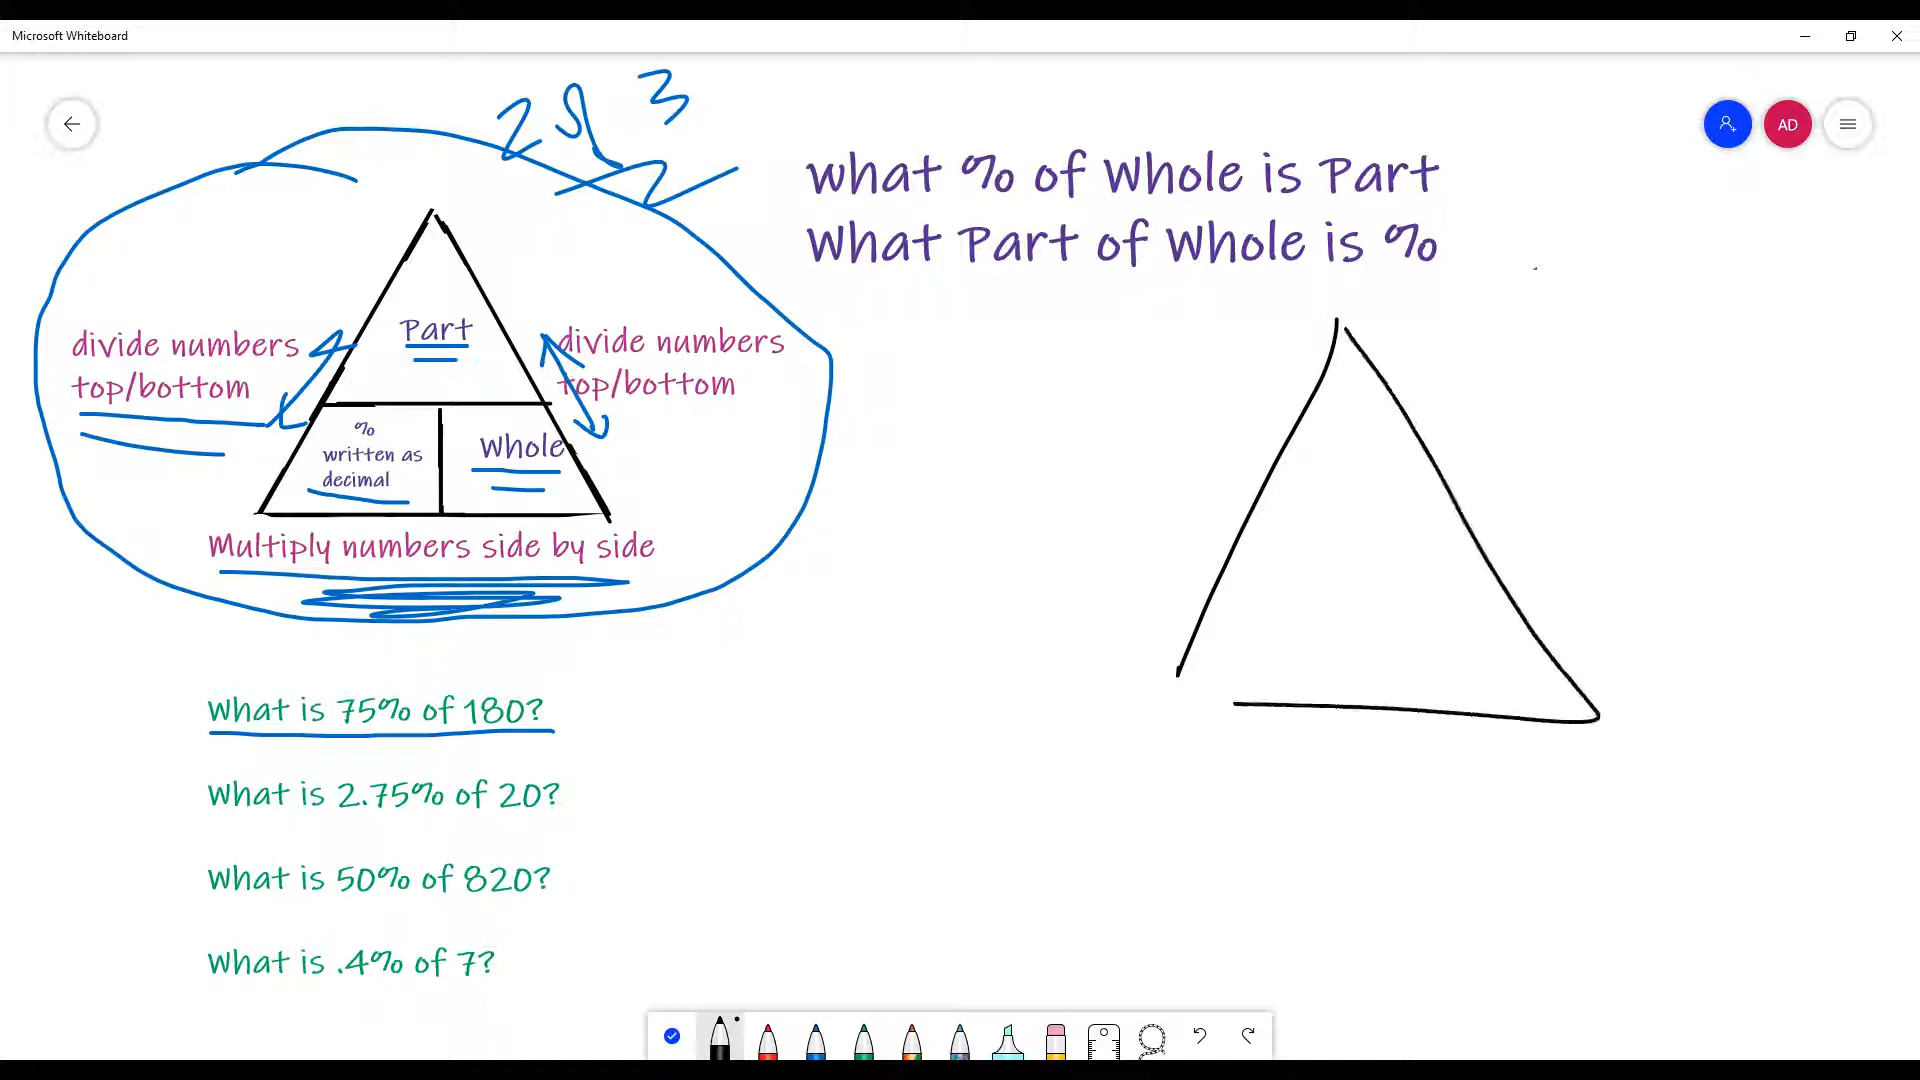 Microsoft Whiteboard
AD
what % of Whole is Part
What Part of Whole is %
Part
divide numbers
top/bottom
divide numbers
top/bottom
%
written as
decimal
Whole
Multiply numbers side by side
What is 75% of 180?
What is 2.75% of 20?
What is 50% of 820?
What is .4% of 7?